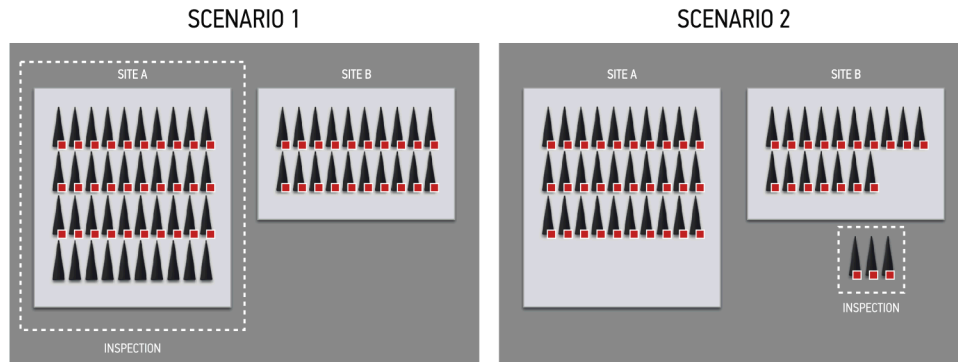 SCENARIO 1
SITE A
SITE B
INSPECTION
SCENARIO 2
SITE A
SITE B
INSPECTION